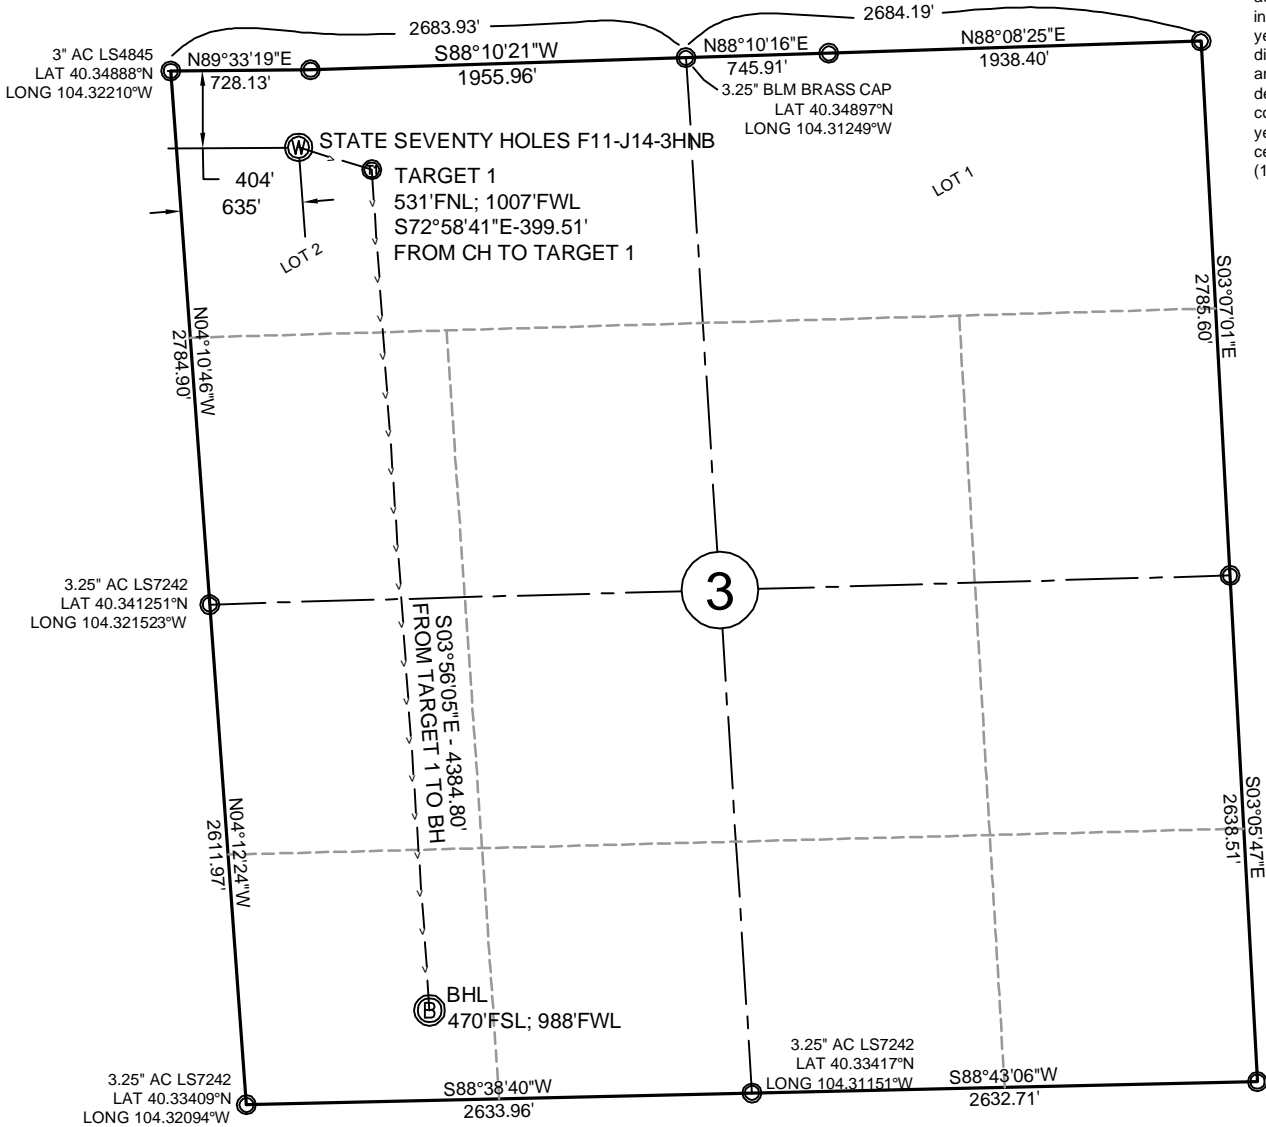 2683.93'
2684.19'
3" AC LS4845
LAT 40.34888°N
LONG 104.32210°W
N89°33'19"E
728.13'
S88°10'21"W
1955.96'
N88°10'16"E
745.91'
N88°08'25"E
1938.40'
3.25" BLM BRASS CAP
LAT 40.34897°N
LONG 104.31249°W
W
STATE SEVENTY HOLES F11-J14-3HNB
404'
635'
TARGET 1
531'FNL; 1007'FWL
S72°58'41"E-399.51'
FROM CH TO TARGET 1
LOT 1
LOT 2
N04°10'46"W
2784.90'
S03°07'01"E
2785.60'
3.25" AC LS7242
LAT 40.341251°N
LONG 104.321523°W
3
S03°56'05"E - 4384.80'
FROM TARGET 1 TO BH
N04°12'24"W
2611.97'
S03°05'47"E
2638.51'
B
BHL
470'FSL; 988'FWL
3.25" AC LS7242
LAT 40.33409°N
LONG 104.32094°W
S88°38'40"W
2633.96'
3.25" AC LS7242
LAT 40.33417°N
LONG 104.31151°W
S88°43'06"W
2632.71'